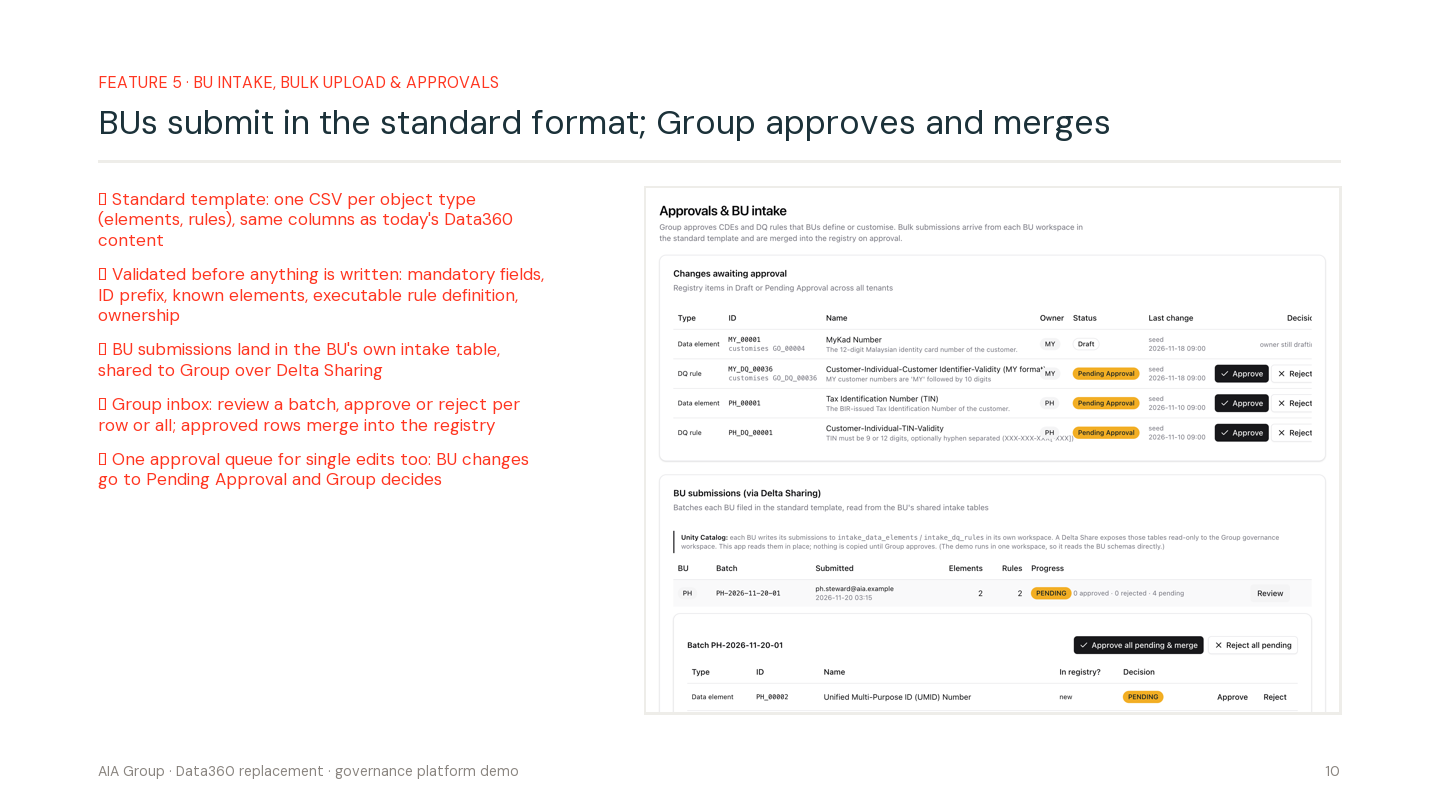 FEATURE 5 · BU INTAKE, BULK UPLOAD & APPROVALS
BUs submit in the standard format; Group approves and merges
▯ Standard template: one CSV per object type
(elements, rules), same columns as today's Data360
content
▯ Validated before anything is written: mandatory fields,
ID prefix, known elements, executable rule definition,
ownership
▯ BU submissions land in the BU's own intake table,
shared to Group over Delta Sharing
▯ Group inbox: review a batch, approve or reject per
row or all; approved rows merge into the registry
▯ One approval queue for single edits too: BU changes
go to Pending Approval and Group decides
Approvals & BU intake
Group approves CDEs and DQ rules that BUs define or customise. Bulk submissions arrive from each BU workspace in
the standard template and are merged into the registry on approval.
Changes awaiting approval
Registry items in Draft or Pending Approval across all tenants
Type ID Name Owner Status Last change Decisio
Data element MY_00001 MyKad Number MY Draft seed owner still draftin
customises GO_00004 The 12-digit Malaysian identity card number of the customer. 2026-11-18 09:00
DQ rule MY_DQ_00036 Customer-Individual-Customer Identifier-Validity (MY format) MY Pending Approval seed ✓ Approve ✕ Reject
customises GO_DQ_00036 MY customer numbers are 'MY' followed by 10 digits 2026-11-18 09:00
Data element PH_00001 Tax Identification Number (TIN) PH Pending Approval seed ✓ Approve ✕ Reject
The BIR-issued Tax Identification Number of the customer. 2026-11-10 09:00
DQ rule PH_DQ_00001 Customer-Individual-TIN-Validity PH Pending Approval seed ✓ Approve ✕ Reject
TIN must be 9 or 12 digits, optionally hyphen separated 2026-11-10 09:00
BU submissions (via Delta Sharing)
Batches each BU filed in the standard template, read from the BU's shared intake tables
Unity Catalog: each BU writes its submissions to intake_data_elements / intake_dq_rules in its own workspace. A Delta Share exposes those tables read-only to the Group governance
workspace. This app reads them in place; nothing is copied until Group approves. (The demo runs in one workspace, so it reads the BU schemas directly.)
BU Batch Submitted Elements Rules Progress
PH PH-2026-11-20-01 ph.steward@aia.example 2 2 PENDING 0 approved · 0 rejected · 4 pending Review
2026-11-20 03:15
Batch PH-2026-11-20-01 ✓ Approve all pending & merge ✕ Reject all pending
Type ID Name In registry? Decision
Data element PH_00002 Unified Multi-Purpose ID (UMID) Number new PENDING Approve Reject
AIA Group · Data360 replacement · governance platform demo
10